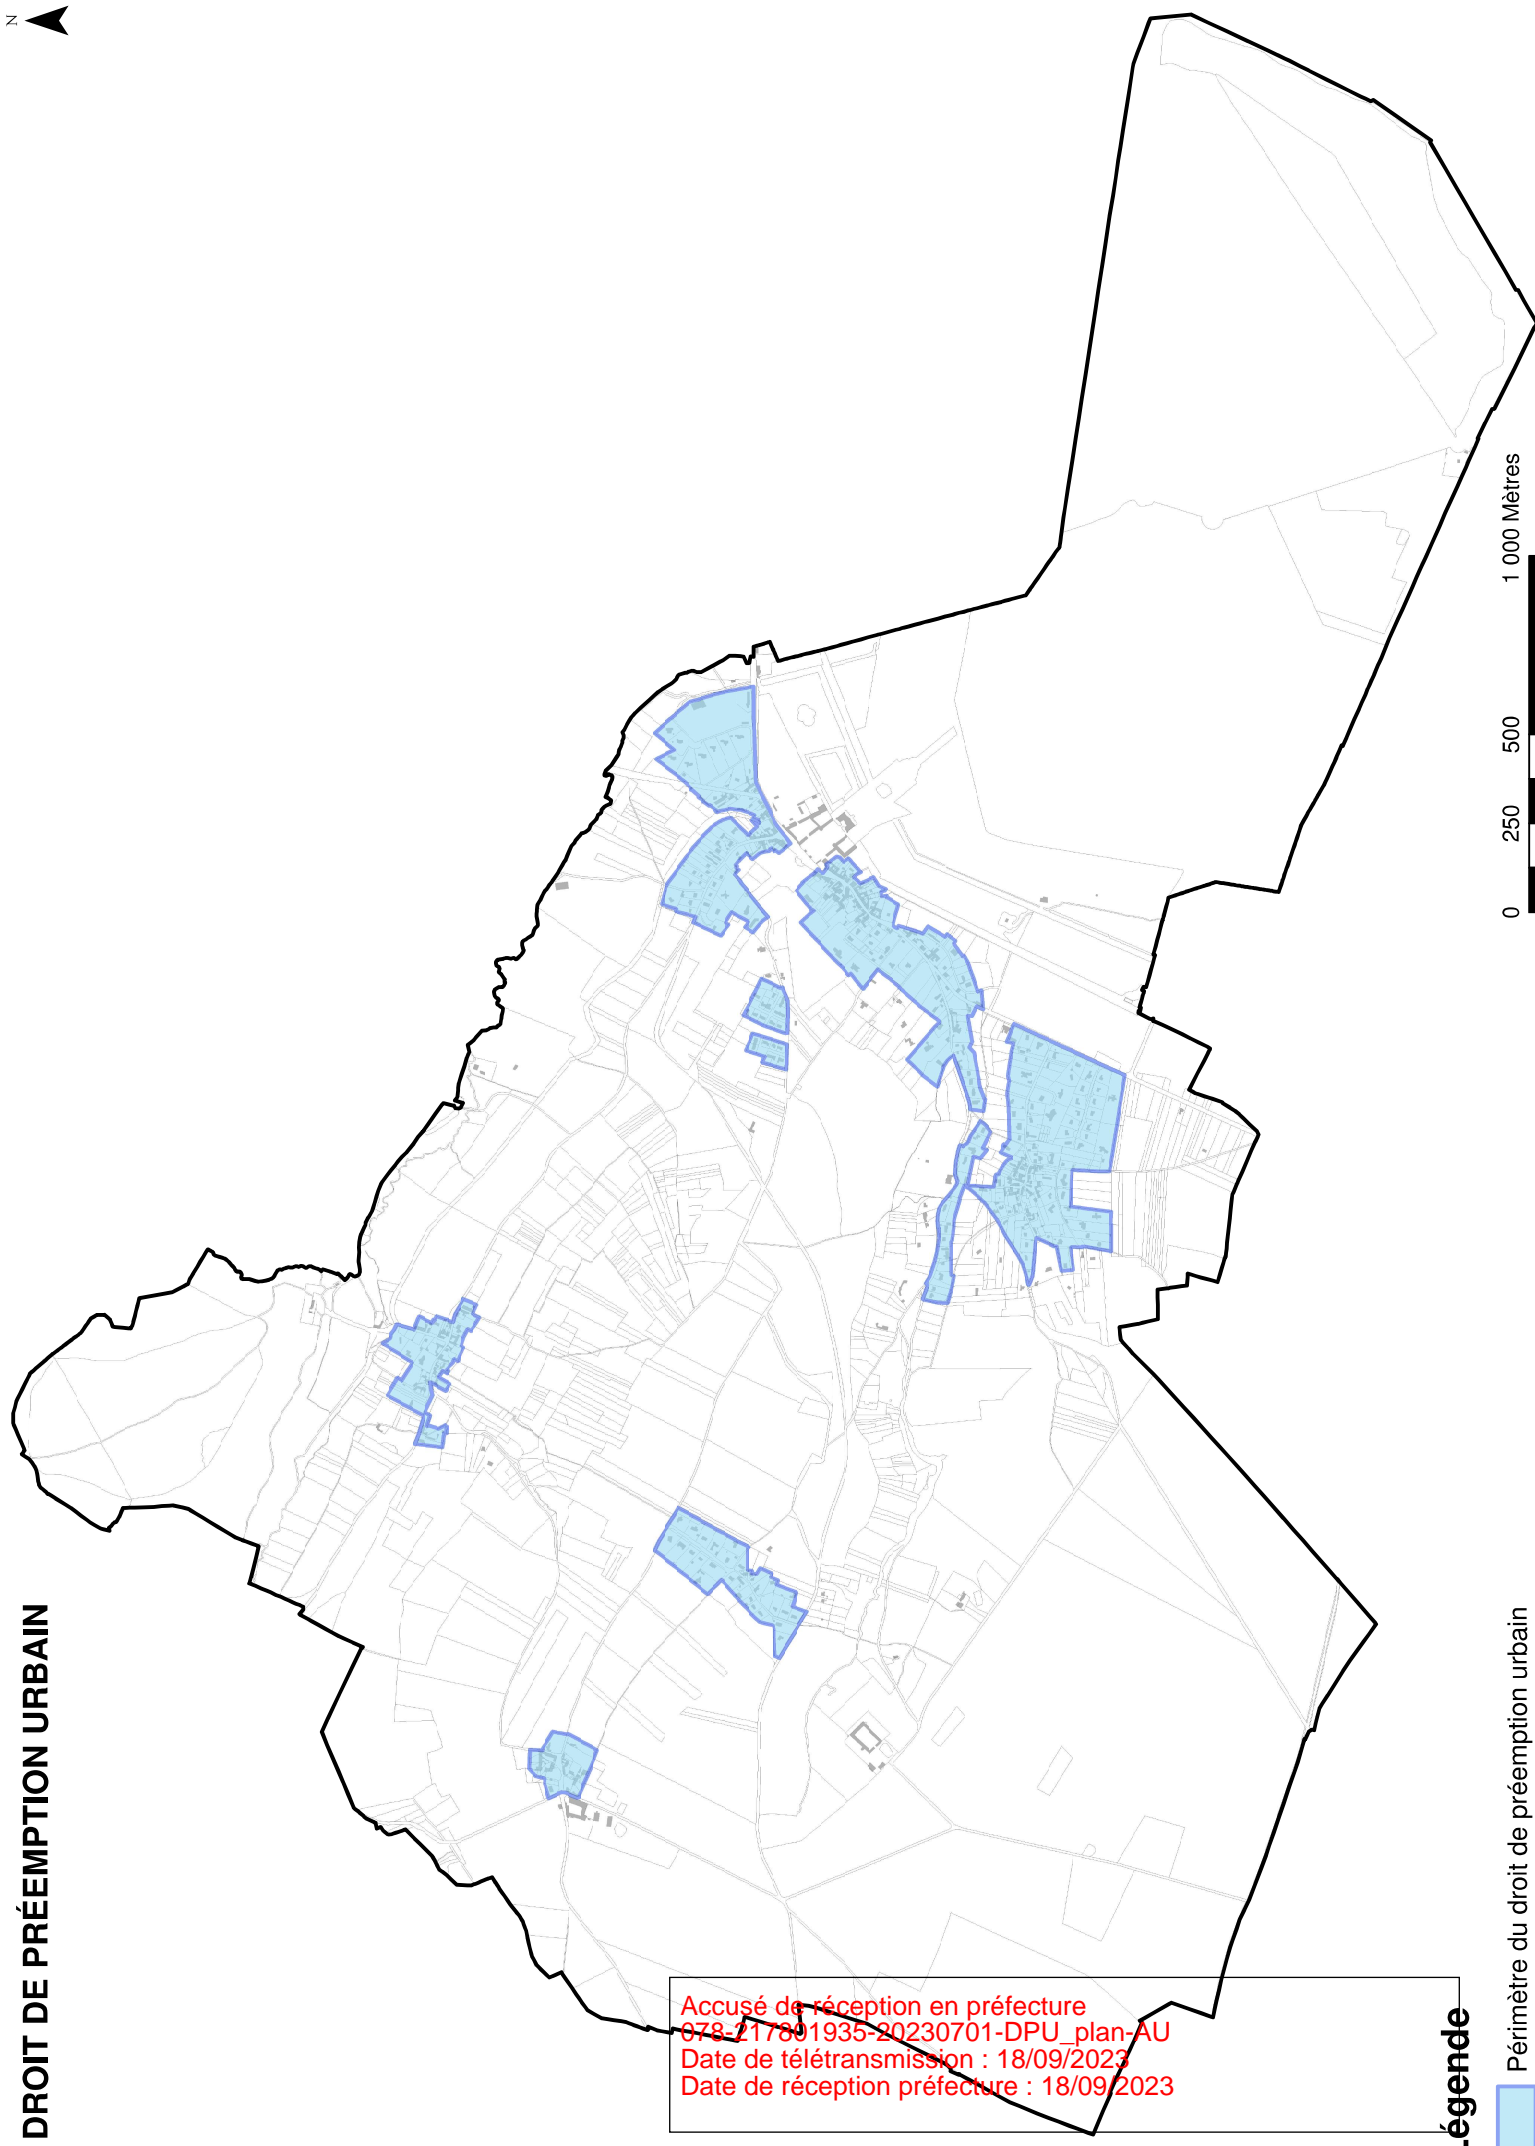 DROIT DE PRÉEMPTION URBAIN
N
Accusé de réception en préfecture
078-217801935-20230701-DPU_plan-AU
Date de télétransmission : 18/09/2023
Date de réception préfecture : 18/09/2023
égende
Périmètre du droit de préemption urbain
0 250 500 1 000 Mètres